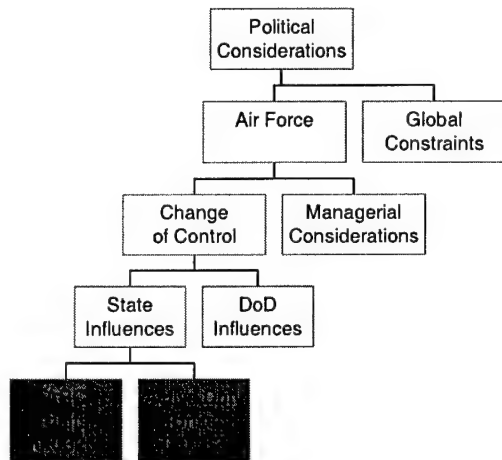 Political
Considerations
Air Force
Global
Constraints
Change
of Control
Managerial
Considerations
State
Influences
DoD
Influences